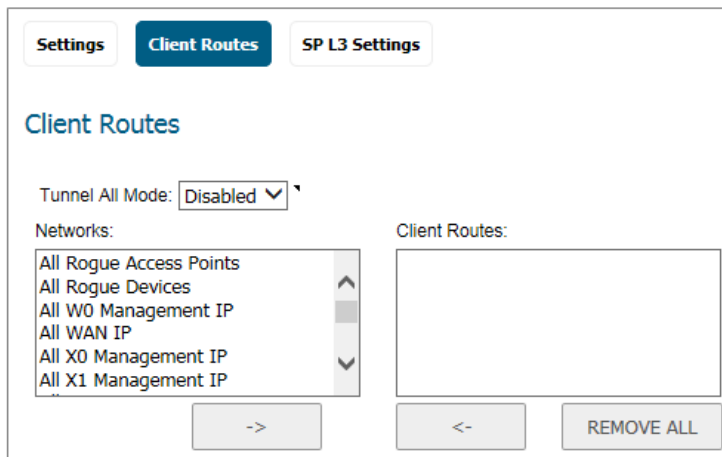 Settings
Client Routes
SP L3 Settings
Client Routes
Tunnel All Mode: Disabled
Networks:
Client Routes:
All Rogue Access Points
All Rogue Devices
All W0 Management IP
All WAN IP
All X0 Management IP
All X1 Management IP
->
<-
REMOVE ALL